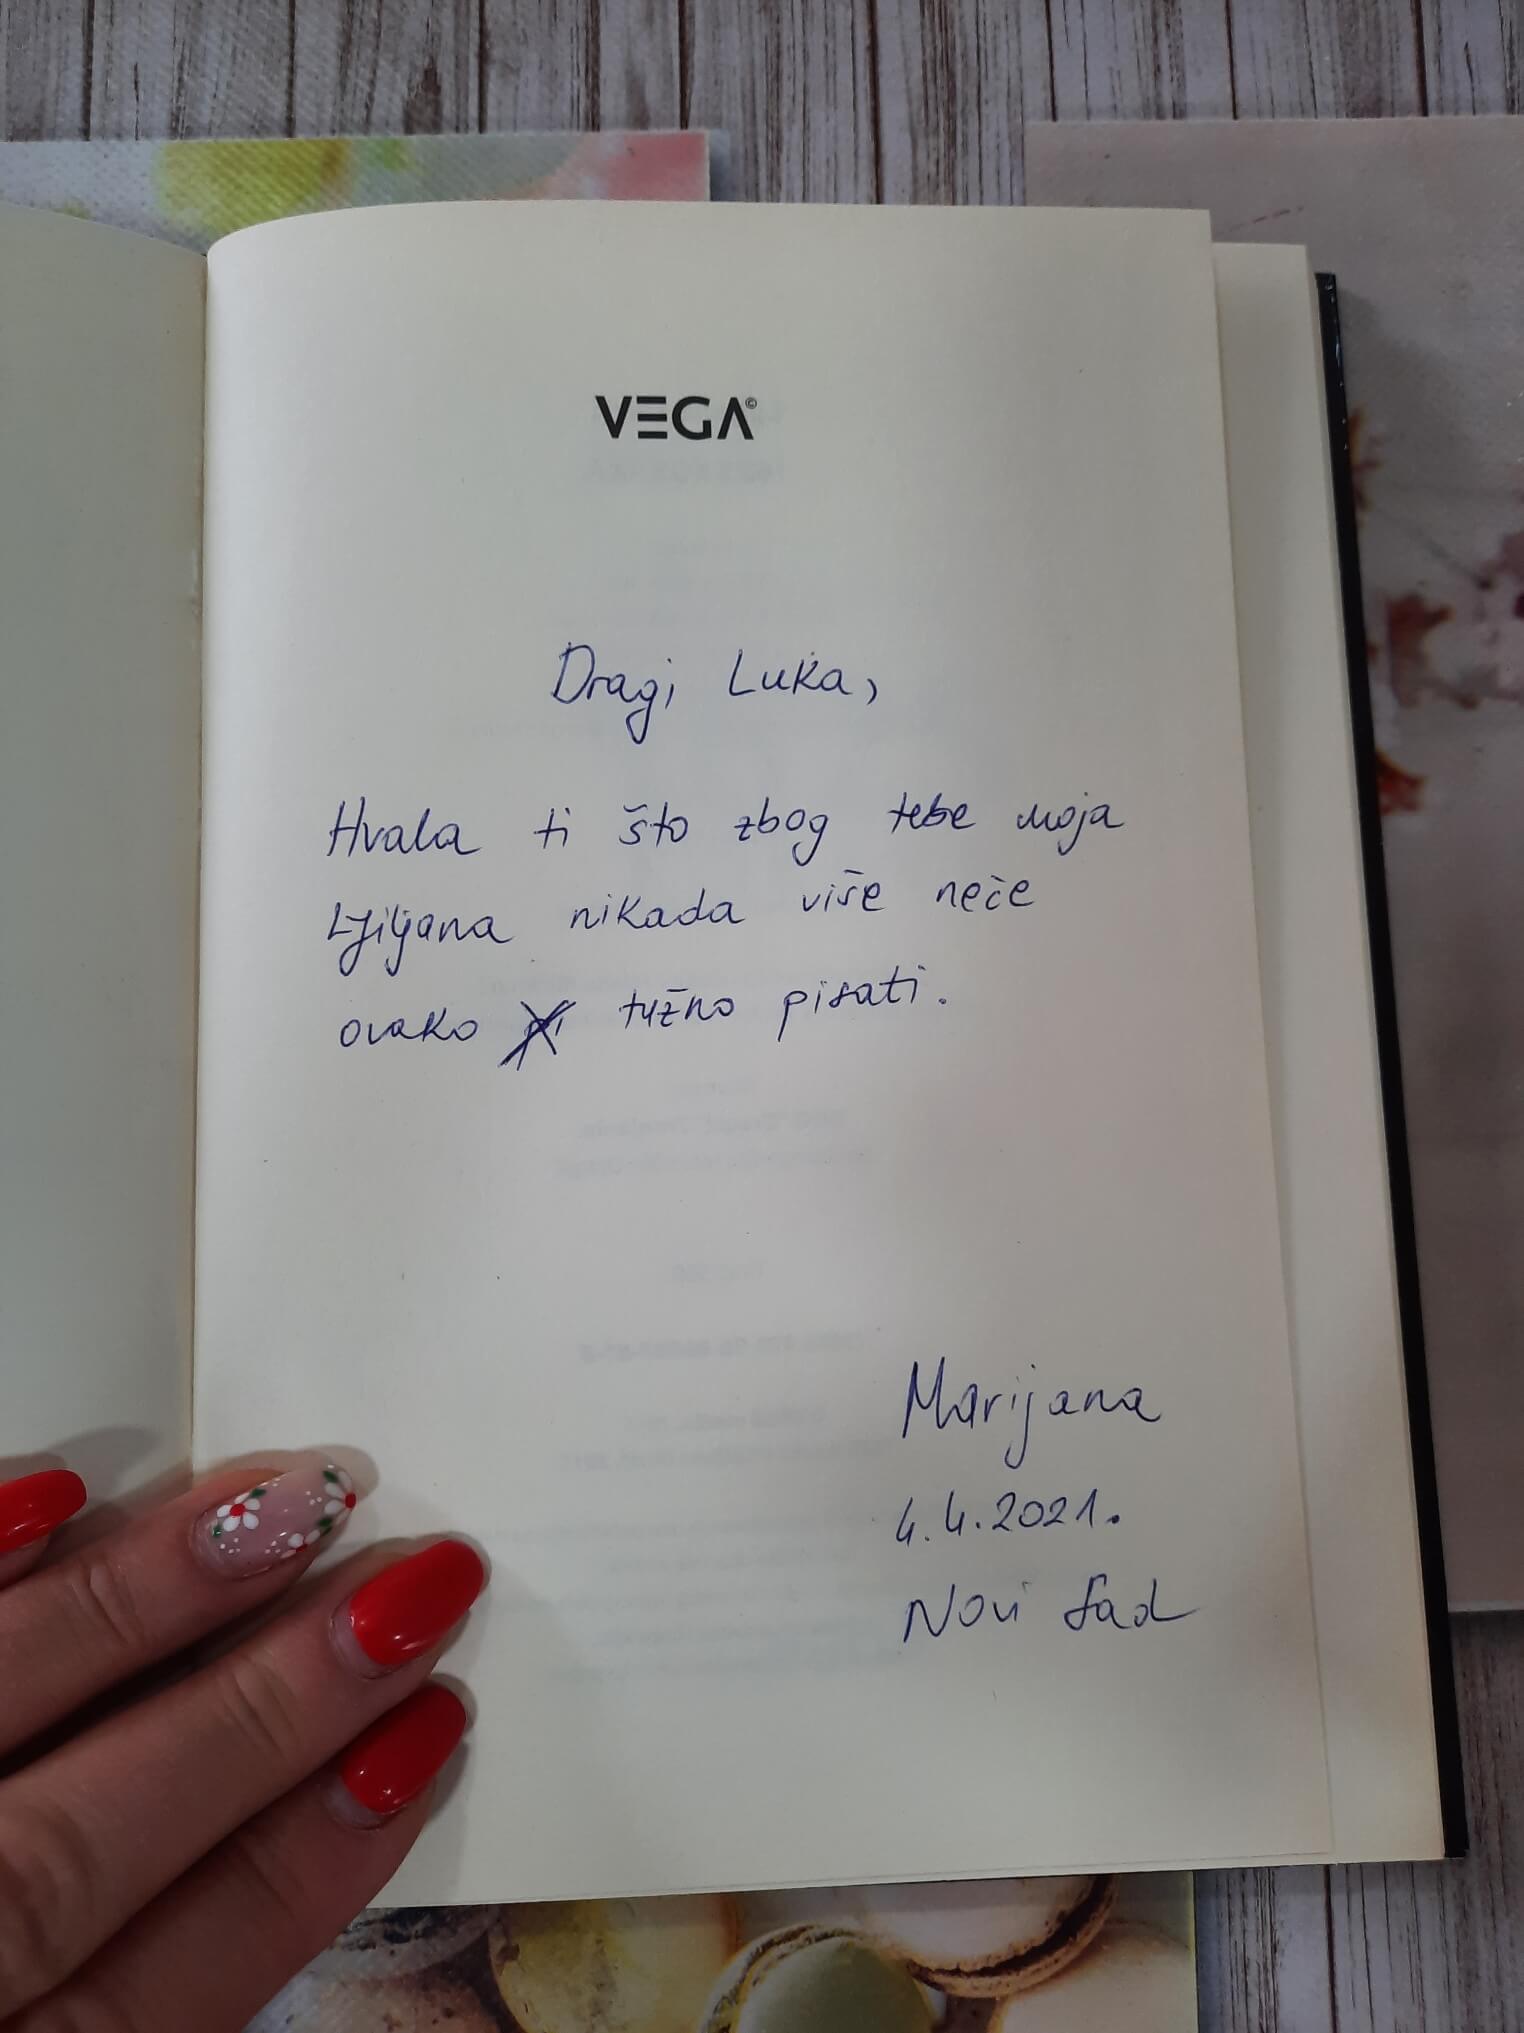 VEGA©
Dragi Luka,
Hvala ti što zbog tebe moja
Ljiljana nikada više neće
ovako tužno pisati.
Marijana
4.4.2021.
Novi Sad